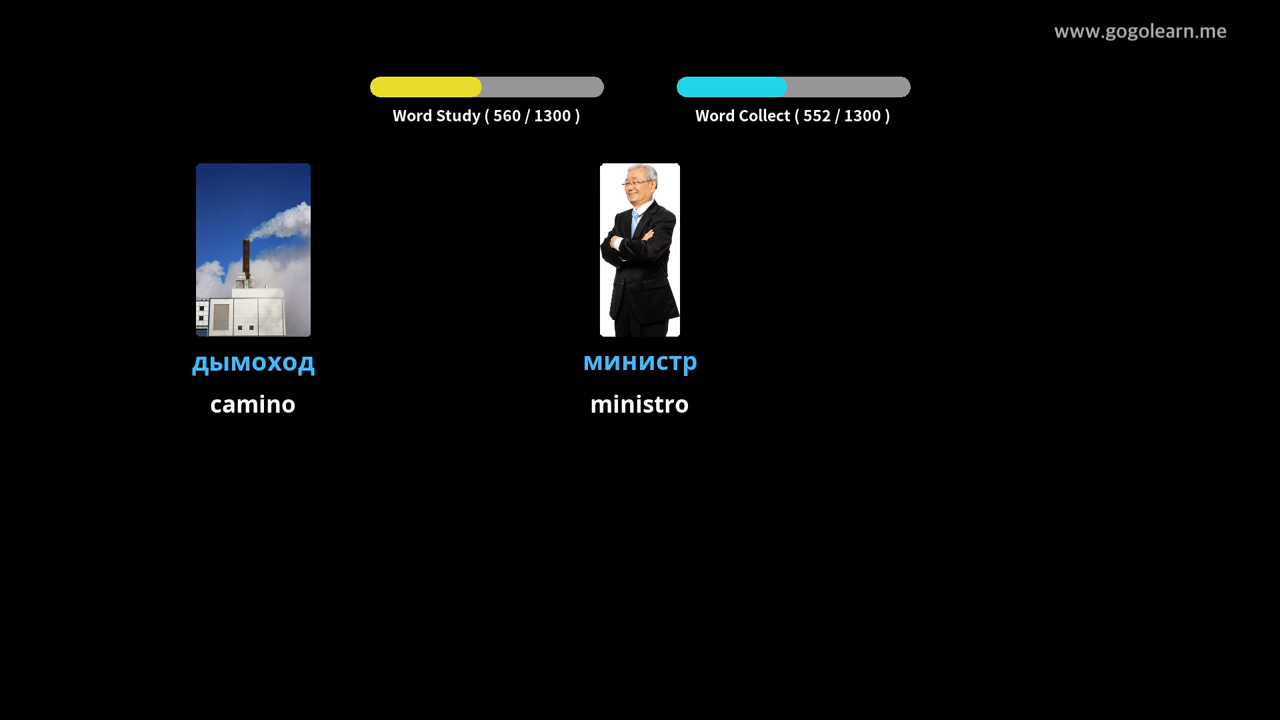 www.gogolearn.me
Word Study ( 560 / 1300 )
Word Collect ( 552 / 1300 )
дымоход
министр
camino
ministro